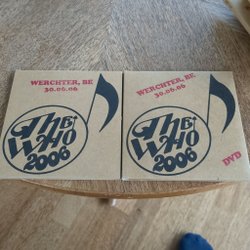 WERCHTER, BE
30.06.06
THE
WHO
2006
WERCHTER, BE
30.06.06
THE
WHO
2006
DVD